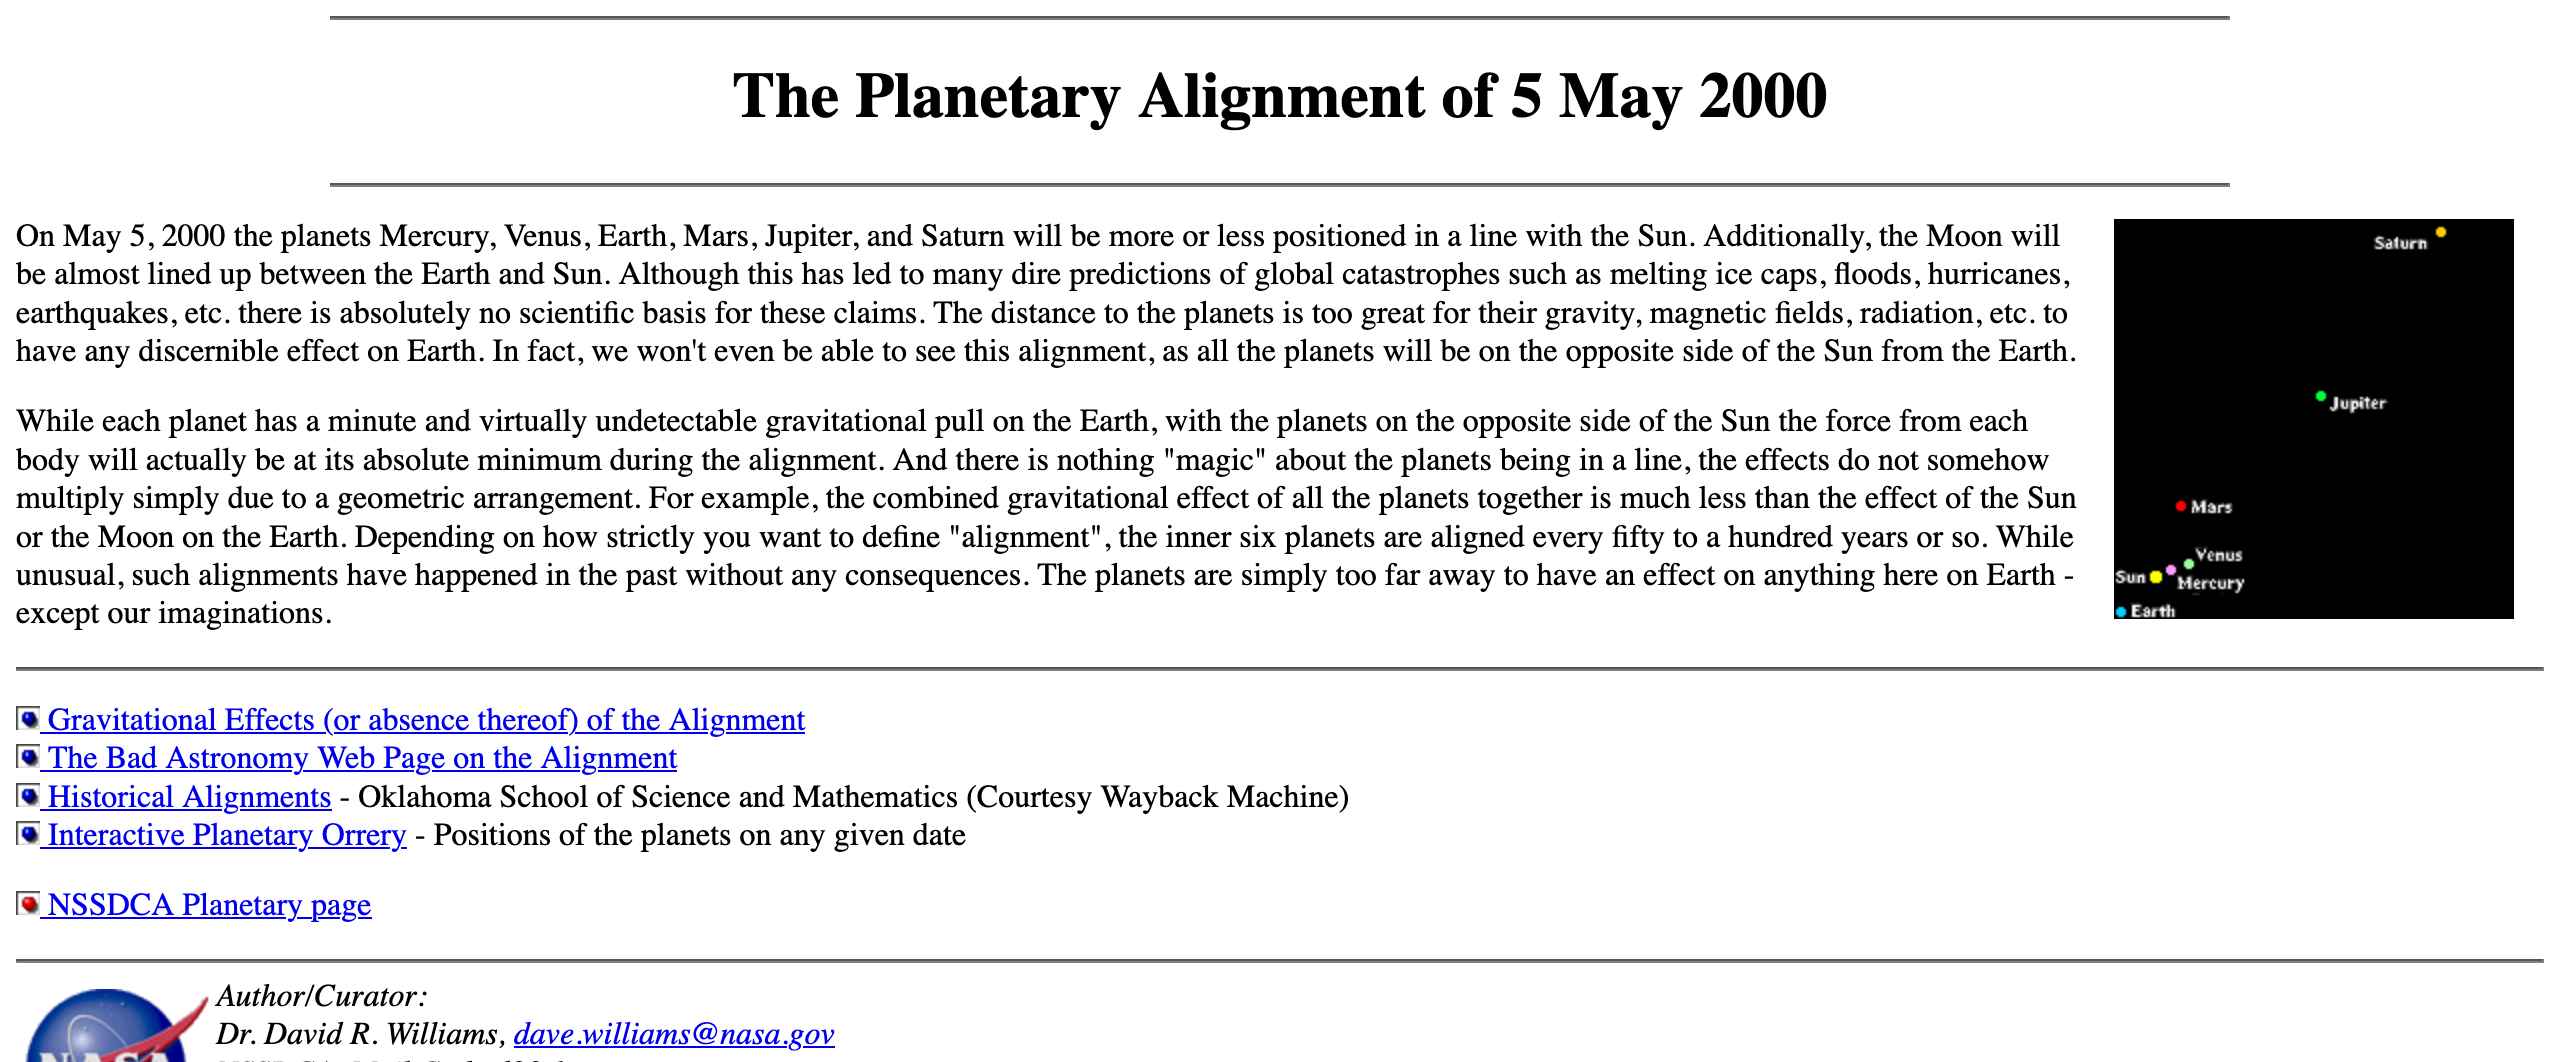 The Planetary Alignment of 5 May 2000
On May 5, 2000 the planets Mercury, Venus, Earth, Mars, Jupiter, and Saturn will be more or less positioned in a line with the Sun. Additionally, the Moon will
be almost lined up between the Earth and Sun. Although this has led to many dire predictions of global catastrophes such as melting ice caps, floods, hurricanes,
earthquakes, etc. there is absolutely no scientific basis for these claims. The distance to the planets is too great for their gravity, magnetic fields, radiation, etc. to
have any discernible effect on Earth. In fact, we won't even be able to see this alignment, as all the planets will be on the opposite side of the Sun from the Earth.
While each planet has a minute and virtually undetectable gravitational pull on the Earth, with the planets on the opposite side of the Sun the force from each
body will actually be at its absolute minimum during the alignment. And there is nothing "magic" about the planets being in a line, the effects do not somehow
multiply simply due to a geometric arrangement. For example, the combined gravitational effect of all the planets together is much less than the effect of the Sun
or the Moon on the Earth. Depending on how strictly you want to define "alignment", the inner six planets are aligned every fifty to a hundred years or so. While
unusual, such alignments have happened in the past without any consequences. The planets are simply too far away to have an effect on anything here on Earth -
except our imaginations.
Saturn
Jupiter
Mars
Venus
Sun
Mercury
Earth
Gravitational Effects (or absence thereof) of the Alignment
The Bad Astronomy Web Page on the Alignment
Historical Alignments - Oklahoma School of Science and Mathematics (Courtesy Wayback Machine)
Interactive Planetary Orrery - Positions of the planets on any given date
NSSDCA Planetary page
NASA
Author/Curator:
Dr. David R. Williams, dave.williams@nasa.gov